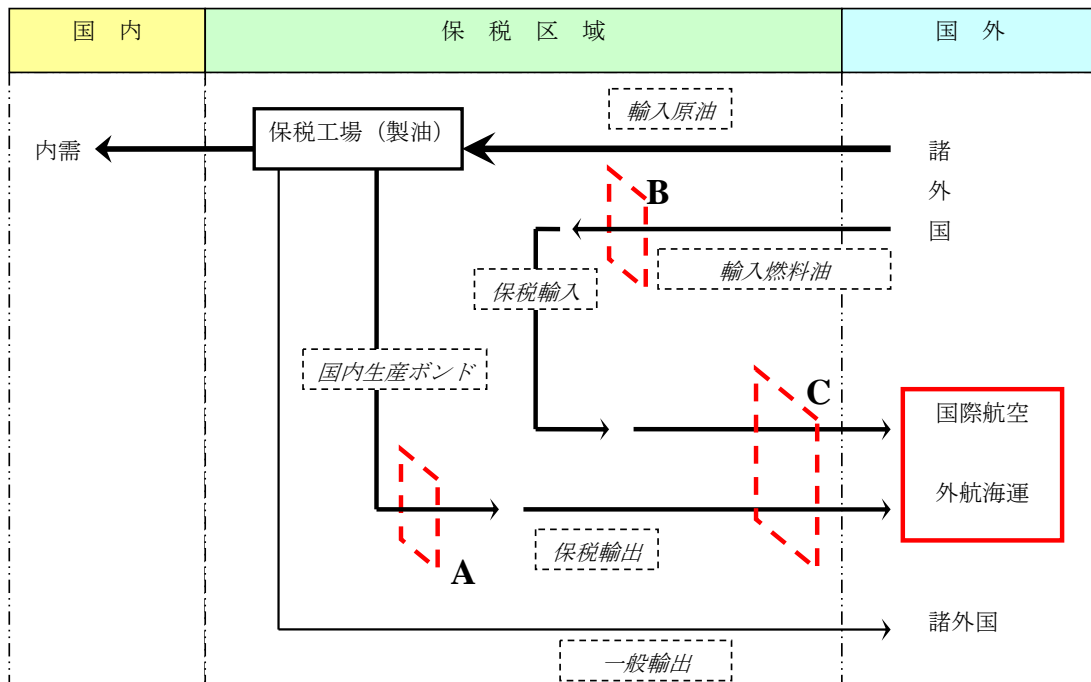 国内
保税区域
国外
輸入原油
保税工場（製油）
内需
諸
外
国
B
輸入燃料油
保税輸入
国内生産ボンド
C
国際航空
外航海運
保税輸出
A
諸外国
一般輸出